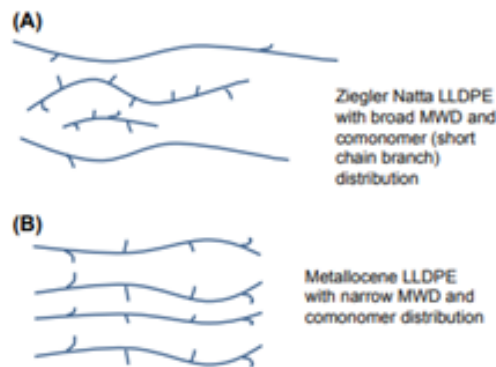 (A)
Ziegler Natta LLDPE
with broad MWD and
comonomer (short
chain branch)
distribution
(B)
Metallocene LLDPE
with narrow MWD and
comonomer distribution